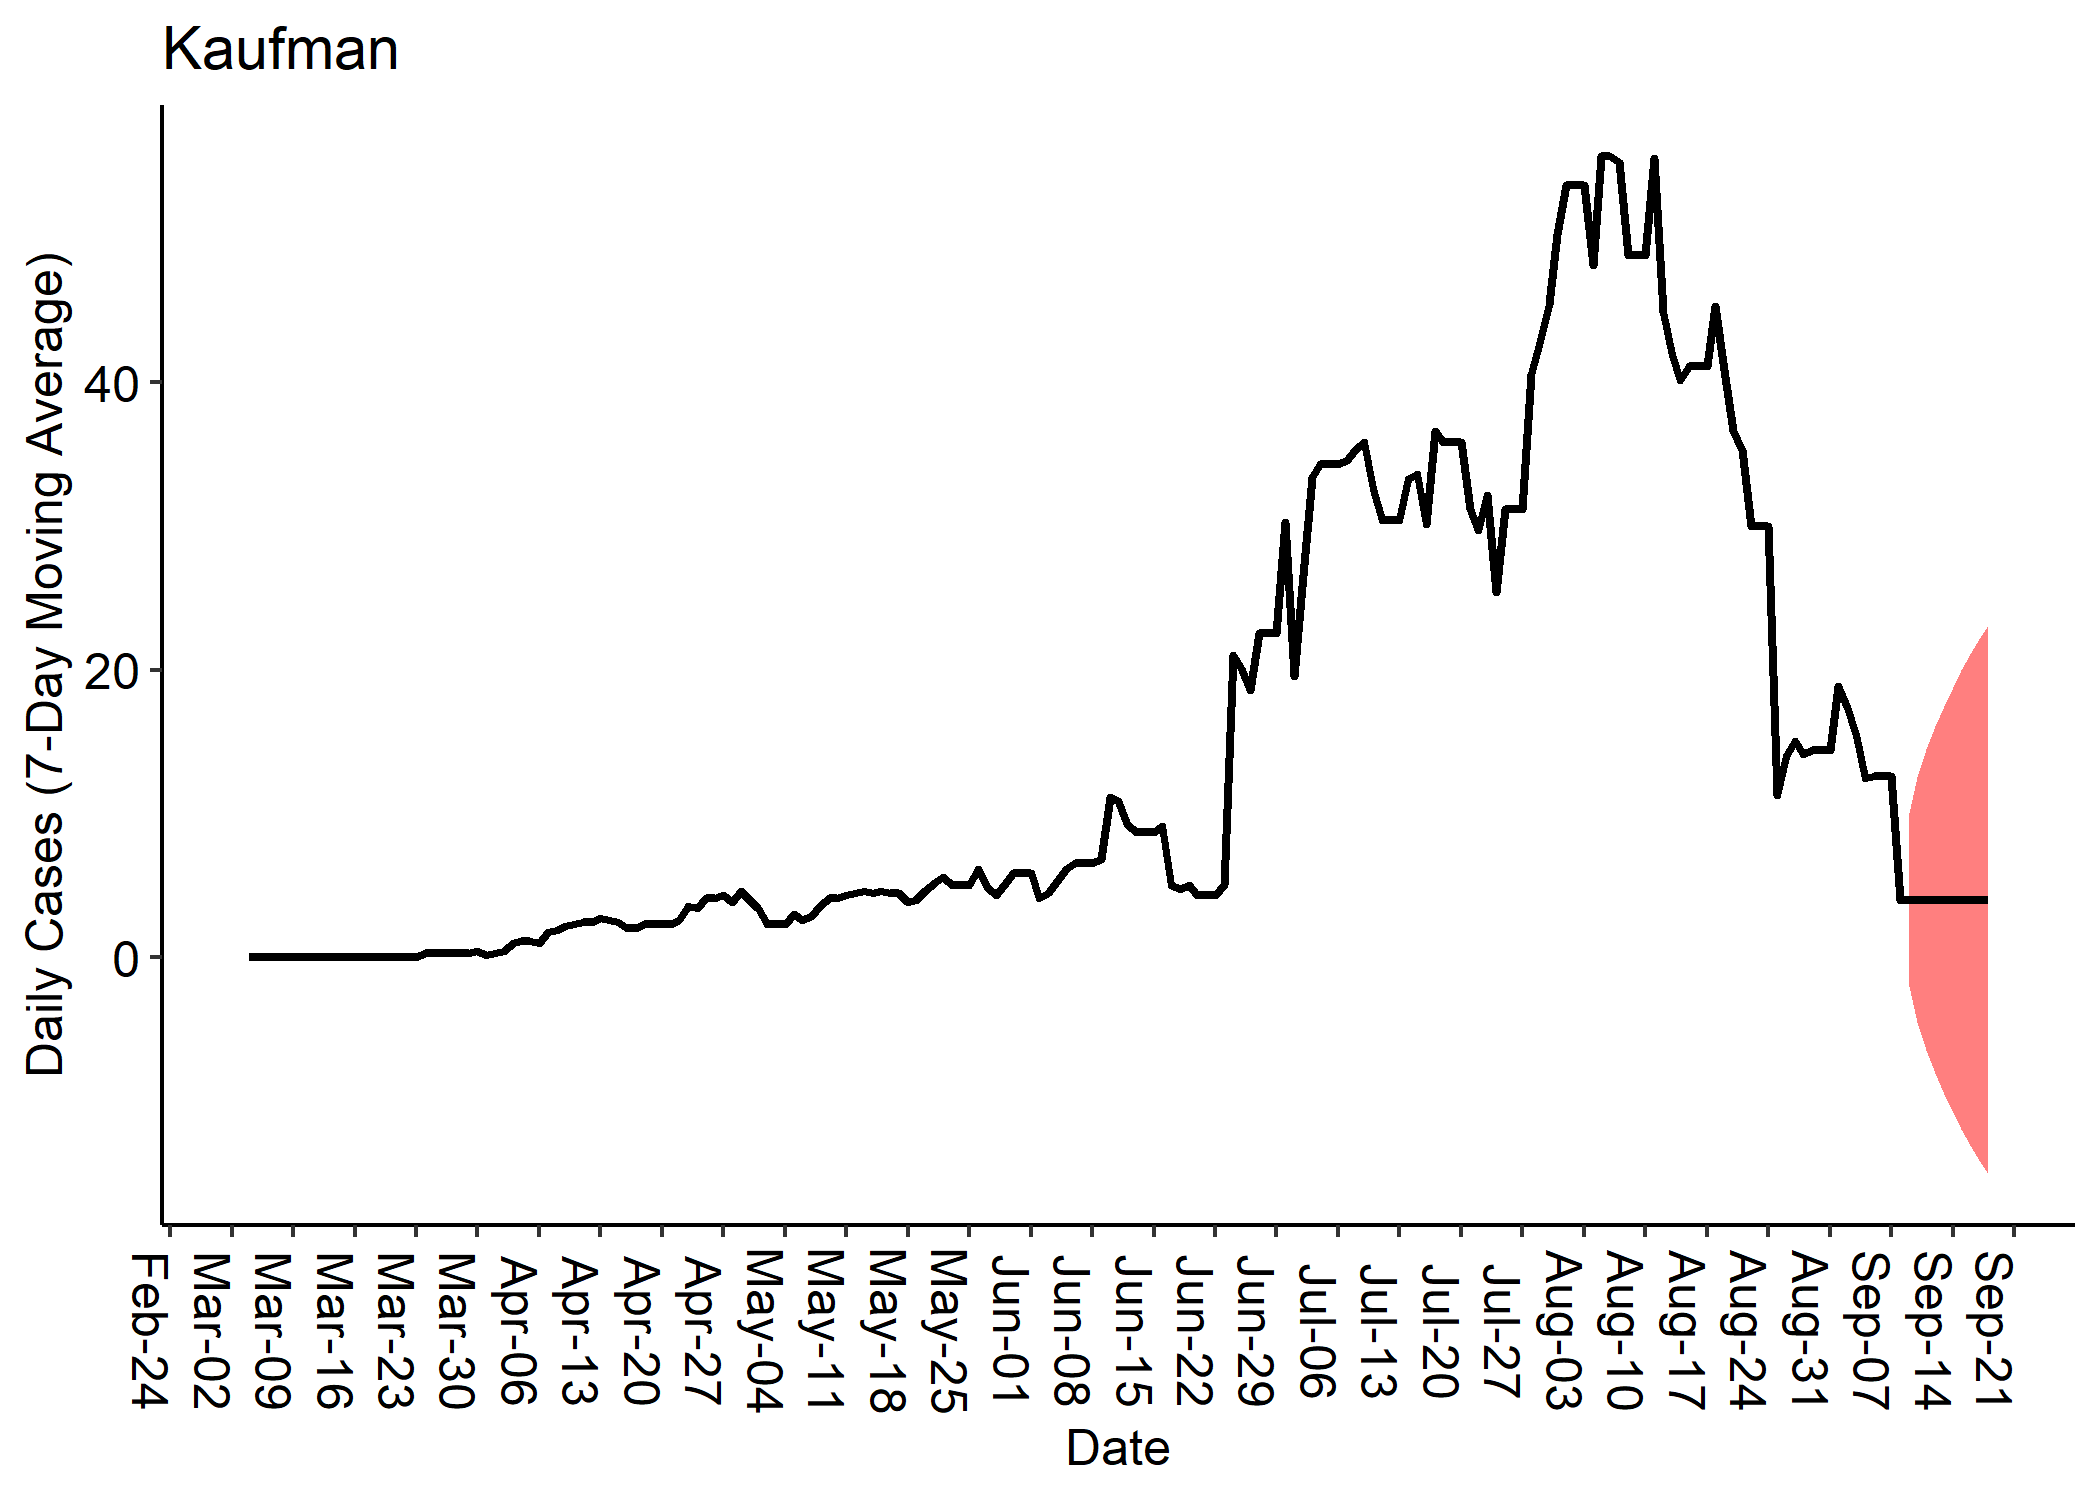 Kaufman
Daily Cases (7-Day Moving Average)
40
20
0
Feb-24
Mar-02
Mar-09
Mar-16
Mar-23
Mar-30
Apr-06
Apr-13
Apr-20
Apr-27
May-04
May-11
May-18
May-25
Jun-01
Jun-08
Jun-15
Jun-22
Jun-29
Jul-06
Jul-13
Jul-20
Jul-27
Aug-03
Aug-10
Aug-17
Aug-24
Aug-31
Sep-07
Sep-14
Sep-21
Date